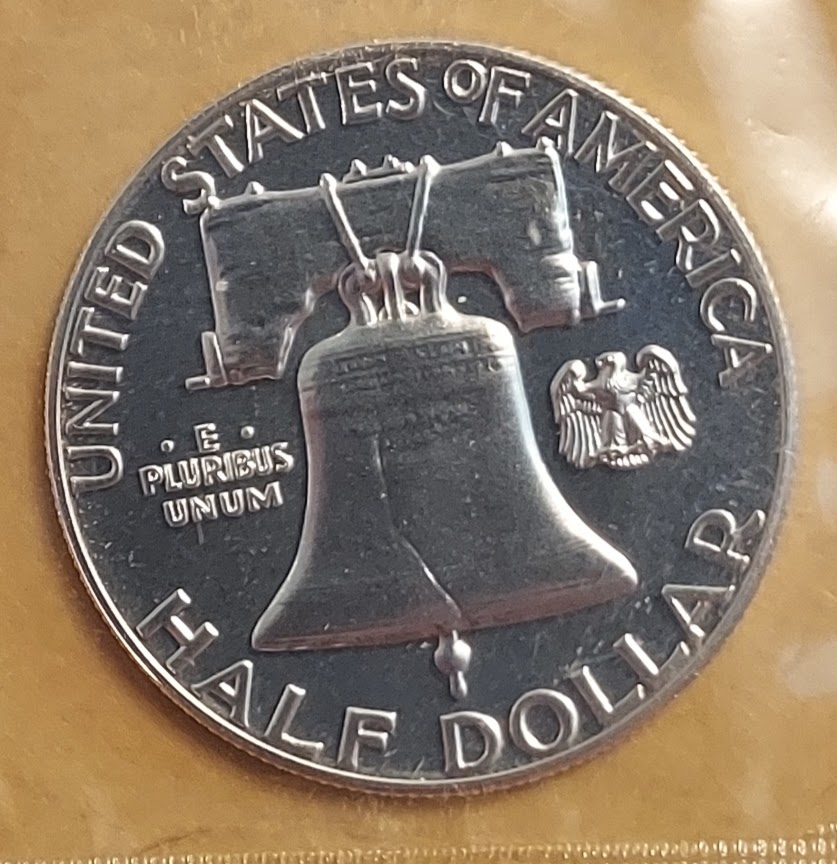 UNITED STATES OF AMERICA
· E ·
PLURIBUS
UNUM
HALF DOLLAR